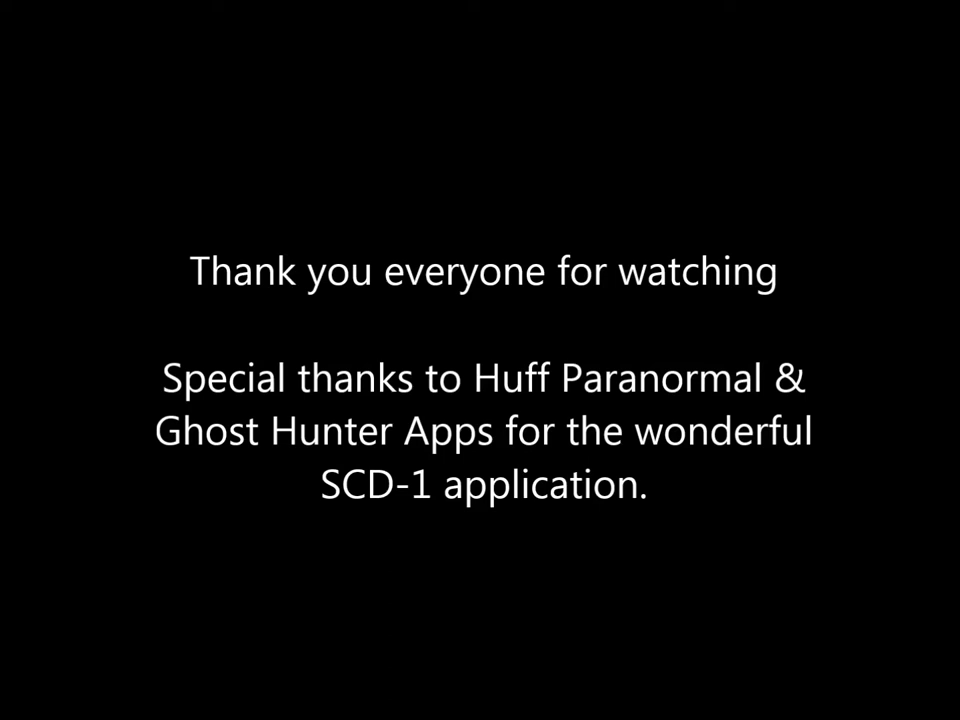 Thank you everyone for watching
Special thanks to Huff Paranormal &
Ghost Hunter Apps for the wonderful
SCD-1 application.